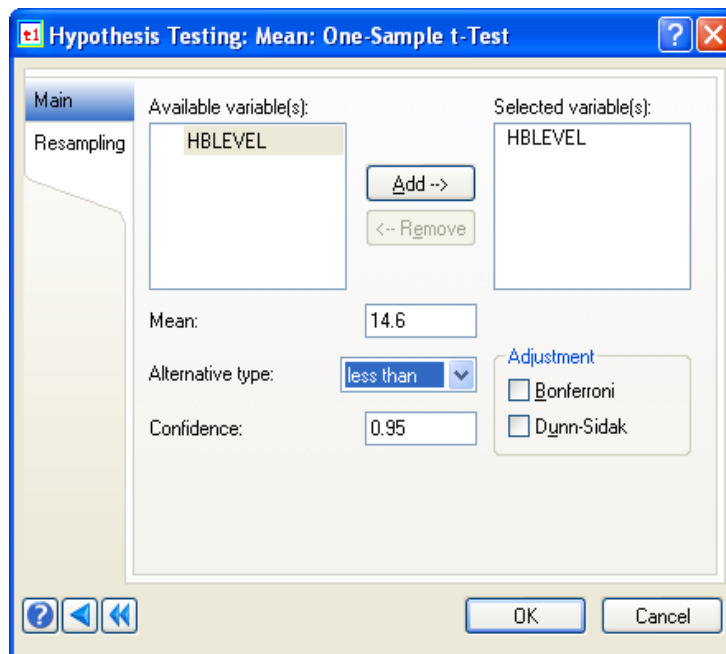 t1 Hypothesis Testing: Mean: One-Sample t-Test ?
Main
Resampling
Available variable(s):
HBLEVEL
Add -->
<-- Remove
Selected variable(s):
HBLEVEL
Mean: 14.6
Alternative type: less than
Confidence: 0.95
Adjustment
Bonferroni
Dunn-Sidak
? OK Cancel